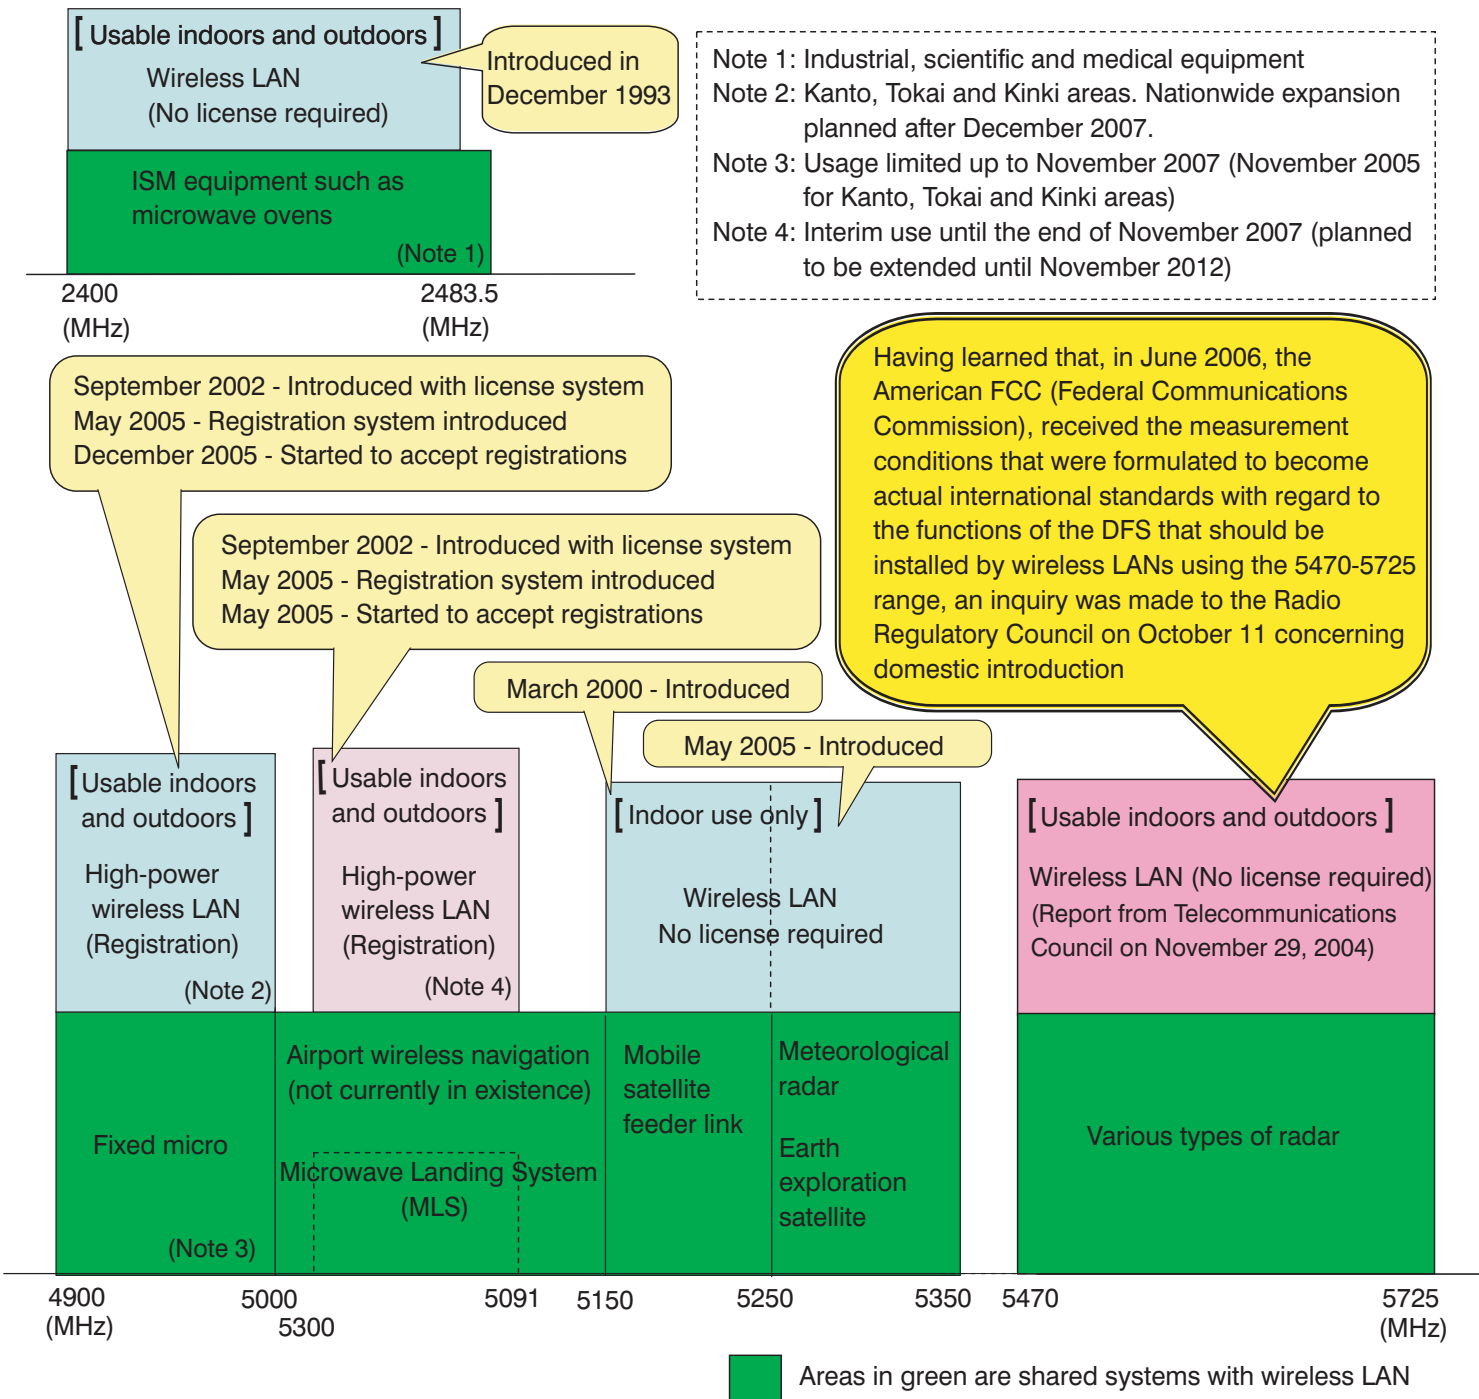 [Usable indoors and outdoors]
Wireless LAN
(No license required)
Introduced in
December 1993
ISM equipment such as
microwave ovens
(Note 1)
2400
(MHz)
2483.5
(MHz)
Note 1: Industrial, scientific and medical equipment
Note 2: Kanto, Tokai and Kinki areas. Nationwide expansion
planned after December 2007.
Note 3: Usage limited up to November 2007 (November 2005
for Kanto, Tokai and Kinki areas)
Note 4: Interim use until the end of November 2007 (planned
to be extended until November 2012)
September 2002 - Introduced with license system
May 2005 - Registration system introduced
December 2005 - Started to accept registrations
September 2002 - Introduced with license system
May 2005 - Registration system introduced
May 2005 - Started to accept registrations
March 2000 - Introduced
May 2005 - Introduced
Having learned that, in June 2006, the
American FCC (Federal Communications
Commission), received the measurement
conditions that were formulated to become
actual international standards with regard to
the functions of the DFS that should be
installed by wireless LANs using the 5470-5725
range, an inquiry was made to the Radio
Regulatory Council on October 11 concerning
domestic introduction
[Usable indoors
and outdoors]
High-power
wireless LAN
(Registration)
(Note 2)
[Usable indoors
and outdoors]
High-power
wireless LAN
(Registration)
(Note 4)
[Indoor use only]
Wireless LAN
No license required
[Usable indoors and outdoors]
Wireless LAN (No license required)
(Report from Telecommunications
Council on November 29, 2004)
Fixed micro
(Note 3)
Airport wireless navigation
(not currently in existence)
Microwave Landing System
(MLS)
Mobile
satellite
feeder link
Meteorological
radar
Earth
exploration
satellite
Various types of radar
4900
(MHz)
5000
5300
5091
5150
5250
5350
5470
5725
(MHz)
Areas in green are shared systems with wireless LAN